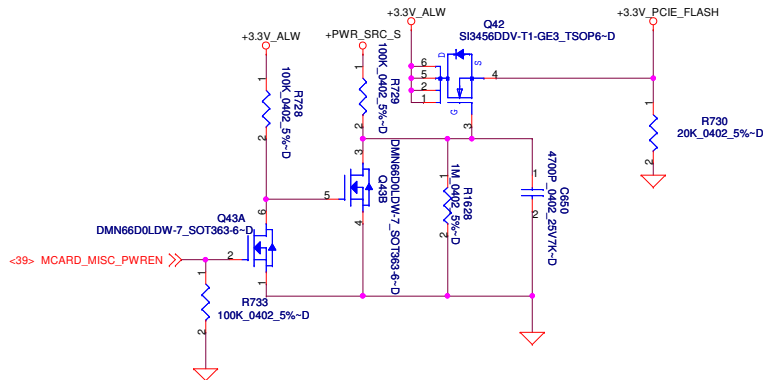 +3.3V_ALW
Q42
SI3456DDV-T1-GE3_TSOP6~D
+3.3V_PCIE_FLASH
+3.3V_ALW
+PWR_SRC_S
D
S
G
6
5
2
1
4
3
1
R728
100K_0402_5%~D
2
1
R729
100K_0402_5%~D
2
1
R730
20K_0402_5%~D
2
3
5
4
Q43B
DMN66D0LDW-7_SOT363-6~D
1
R1628
1M_0402_5%~D
2
1
C650
4700P_0402_25V7K~D
2
Q43A
DMN66D0LDW-7_SOT363-6~D
6
2
1
<39> MCARD_MISC_PWREN
1
R733
100K_0402_5%~D
2